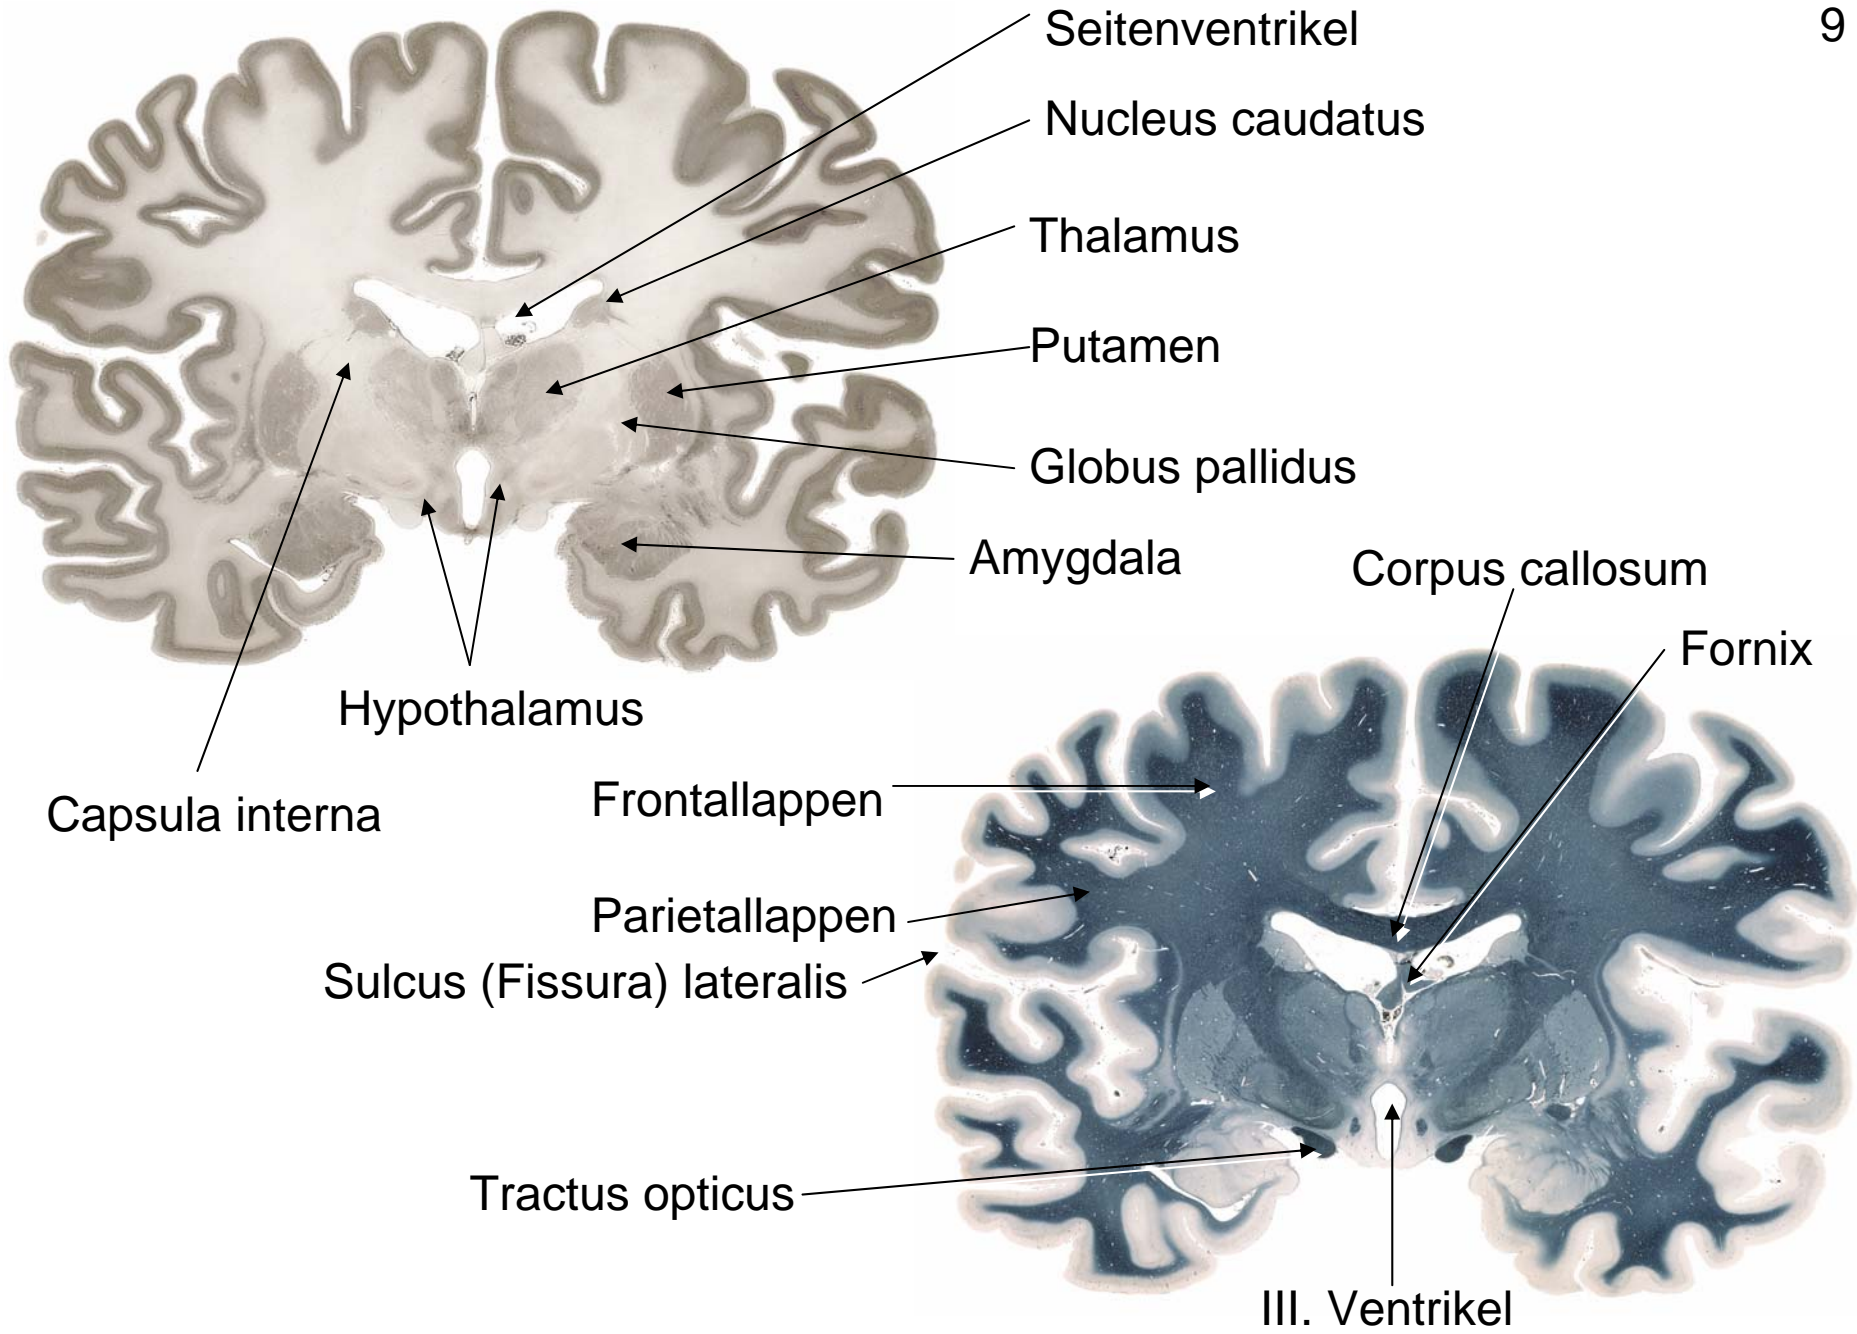 Seitenventrikel
9
Nucleus caudatus
Thalamus
Putamen
Globus pallidus
Amygdala
Corpus callosum
Fornix
Hypothalamus
Capsula interna
Frontallappen
Parietallappen
Sulcus (Fissura) lateralis
Tractus opticus
III. Ventrikel